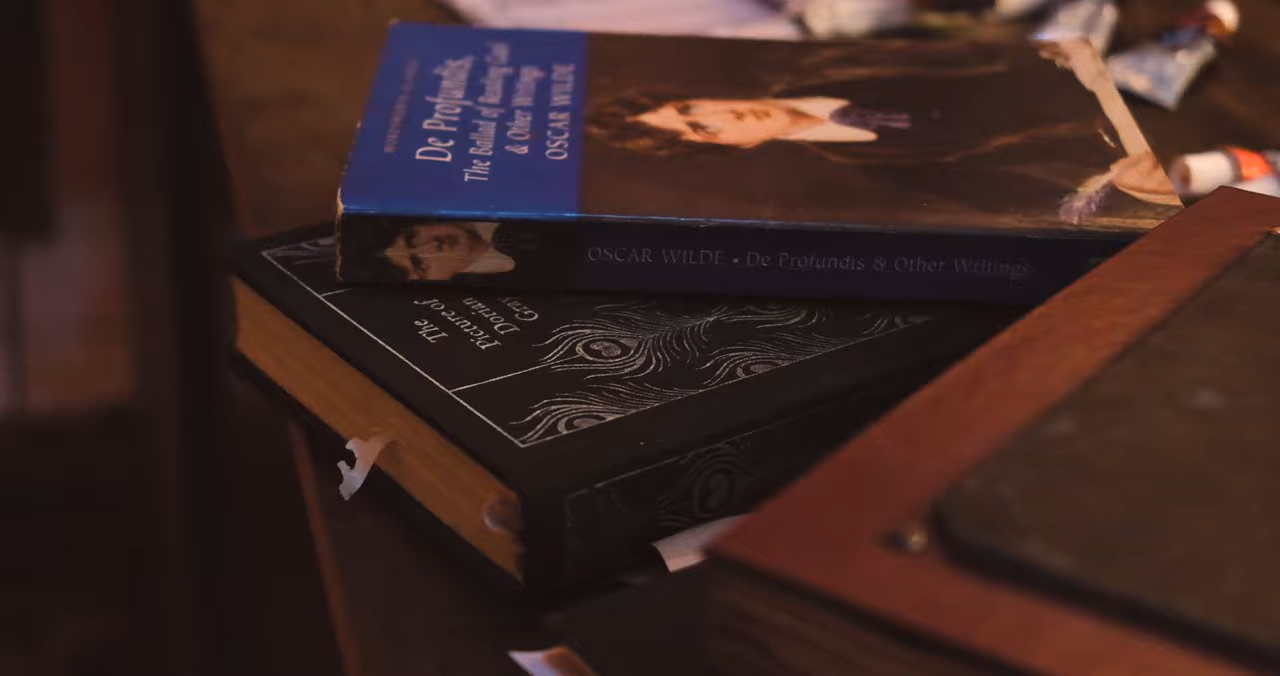 De Profundis,
The Ballad of Reading Gaol
& Other Writings
OSCAR WILDE
OSCAR WILDE • De Profundis & Other Writings
The
Picture of
Dorian
Gray